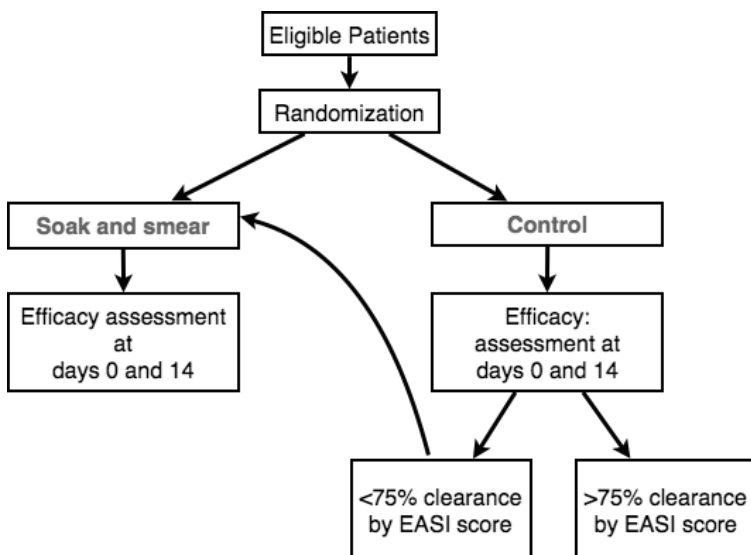 Eligible Patients
Randomization
Soak and smear
Control
Efficacy assessment
at
days 0 and 14
Efficacy:
assessment at
days 0 and 14
<75% clearance
by EASI score
>75% clearance
by EASI score